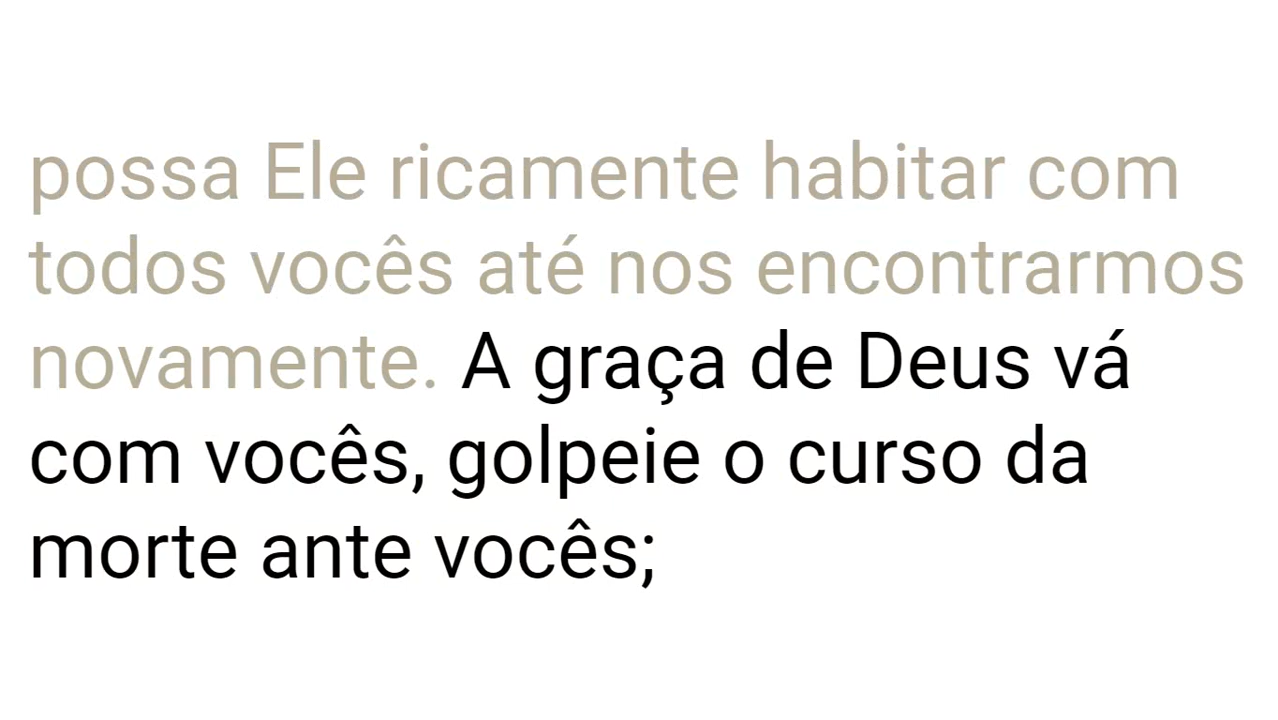 possa Ele ricamente habitar com
todos vocês até nos encontrarmos
novamente. A graça de Deus vá
com vocês, golpeie o curso da
morte ante vocês;